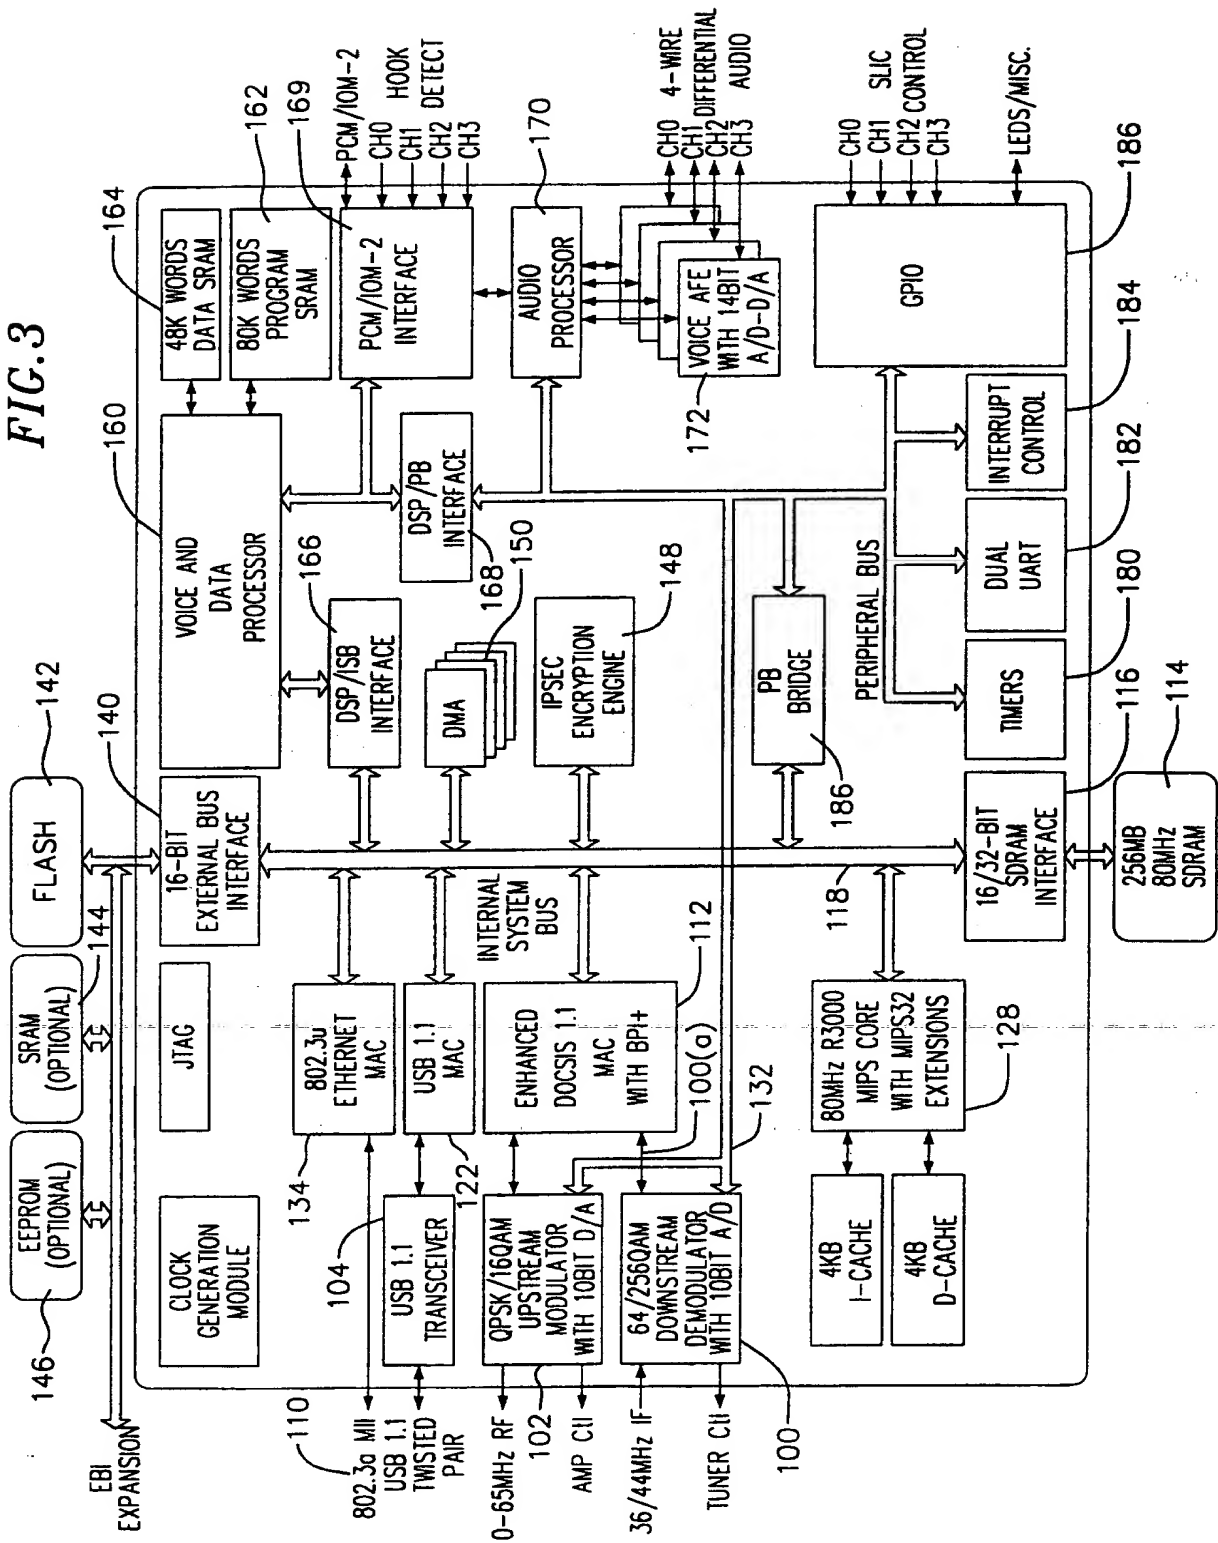 FIG.3
EEPROM
(OPTIONAL)
146
SRAM
(OPTIONAL)
144
FLASH
142
EBI
EXPANSION
CLOCK
GENERATION
MODULE
JTAG
16-BIT
EXTERNAL BUS
INTERFACE
140
VOICE AND
DATA
PROCESSOR
160
48K WORDS
DATA SRAM
164
80K WORDS
PROGRAM
SRAM
162
PCM/IOM-2
INTERFACE
169
PCM/IOM-2
CH0
CH1
CH2
CH3
HOOK
DETECT
110
802.3a MII
802.3u
ETHERNET
MAC
134
USB 1.1
TWISTED
PAIR
USB 1.1
TRANSCEIVER
104
USB 1.1
MAC
122
INTERNAL
SYSTEM
BUS
DSP/ISB
INTERFACE
166
DSP/PB
INTERFACE
168
DMA
150
AUDIO
PROCESSOR
170
0-65MHz RF
AMP CtI
QPSK/16QAM
UPSTREAM
MODULATOR
WITH 10BIT D/A
102
ENHANCED
DOCSIS 1.1
MAC
WITH BPI+
112
IPSEC
ENCRYPTION
ENGINE
148
VOICE AFE
WITH 14BIT
A/D-D/A
172
CH0
CH1
CH2
CH3
4-WIRE
DIFFERENTIAL
AUDIO
36/44MHz IF
TUNER CtI
64/256QAM
DOWNSTREAM
DEMODULATOR
WITH 10BIT A/D
100
100(a)
132
PB
BRIDGE
186
118
PERIPHERAL BUS
GPIO
186
CH0
CH1
CH2
CH3
SLIC
CONTROL
LEDS/MISC.
4KB
I-CACHE
4KB
D-CACHE
80MHz R3000
MIPS CORE
WITH MIPS32
EXTENSIONS
128
16/32-BIT
SDRAM
INTERFACE
116
TIMERS
180
DUAL
UART
182
INTERRUPT
CONTROL
184
256MB
80MHz
SDRAM
114